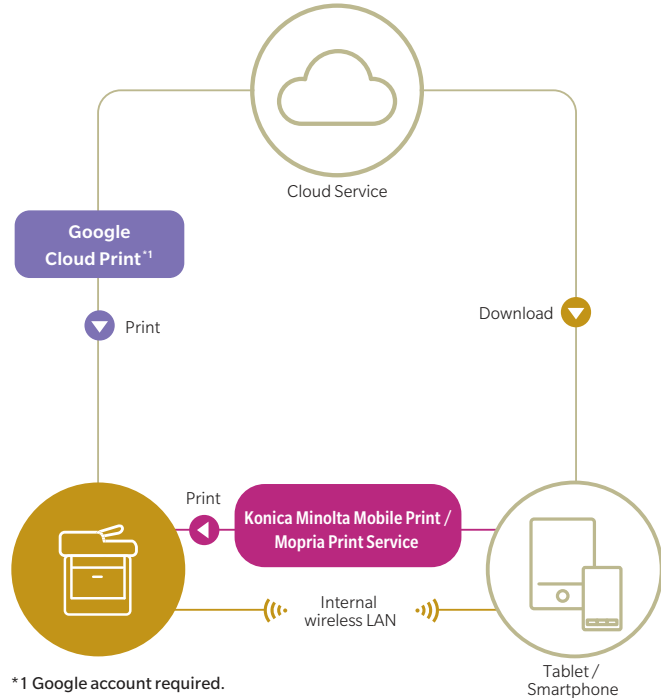 Cloud Service
Google
Cloud Print*1
Print
Download
Print
Konica Minolta Mobile Print /
Mopria Print Service
Internal
wireless LAN
Tablet /
Smartphone
*1 Google account required.